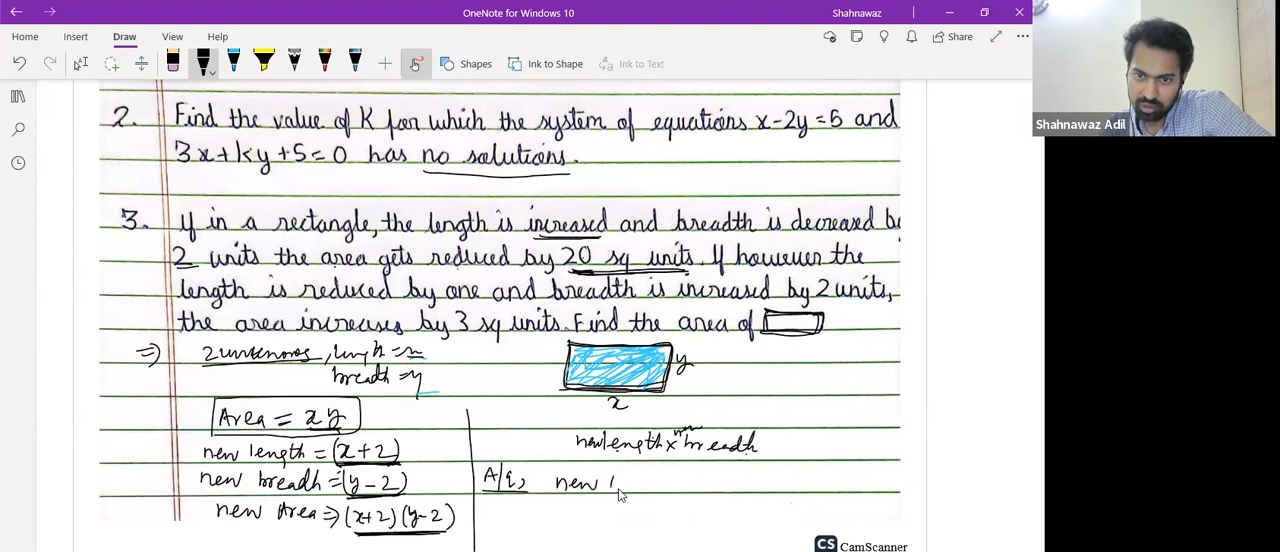 OneNote for Windows 10
Shahnawaz
Home Insert Draw View Help
Share
Shapes
Ink to Shape
Ink to Text
Shahnawaz Adil
2. Find the value of K for which the system of equations x-2y=5 and
3x+ky+5=0 has no solutions.
3. If in a rectangle, the length is increased and breadth is decreased by
2 units the area gets reduced by 20 sq units. If however the
length is reduced by one and breadth is increased by 2 units,
the area increases by 3 sq units. Find the area of
⇒ 2 unknowns, length = x
breadth = y
y
x
Area = xy
new length = (x+2)
new breadth = (y-2)
new Area ⇒ (x+2)(y-2)
new length x new breadth
A/q, new
CS CamScanner